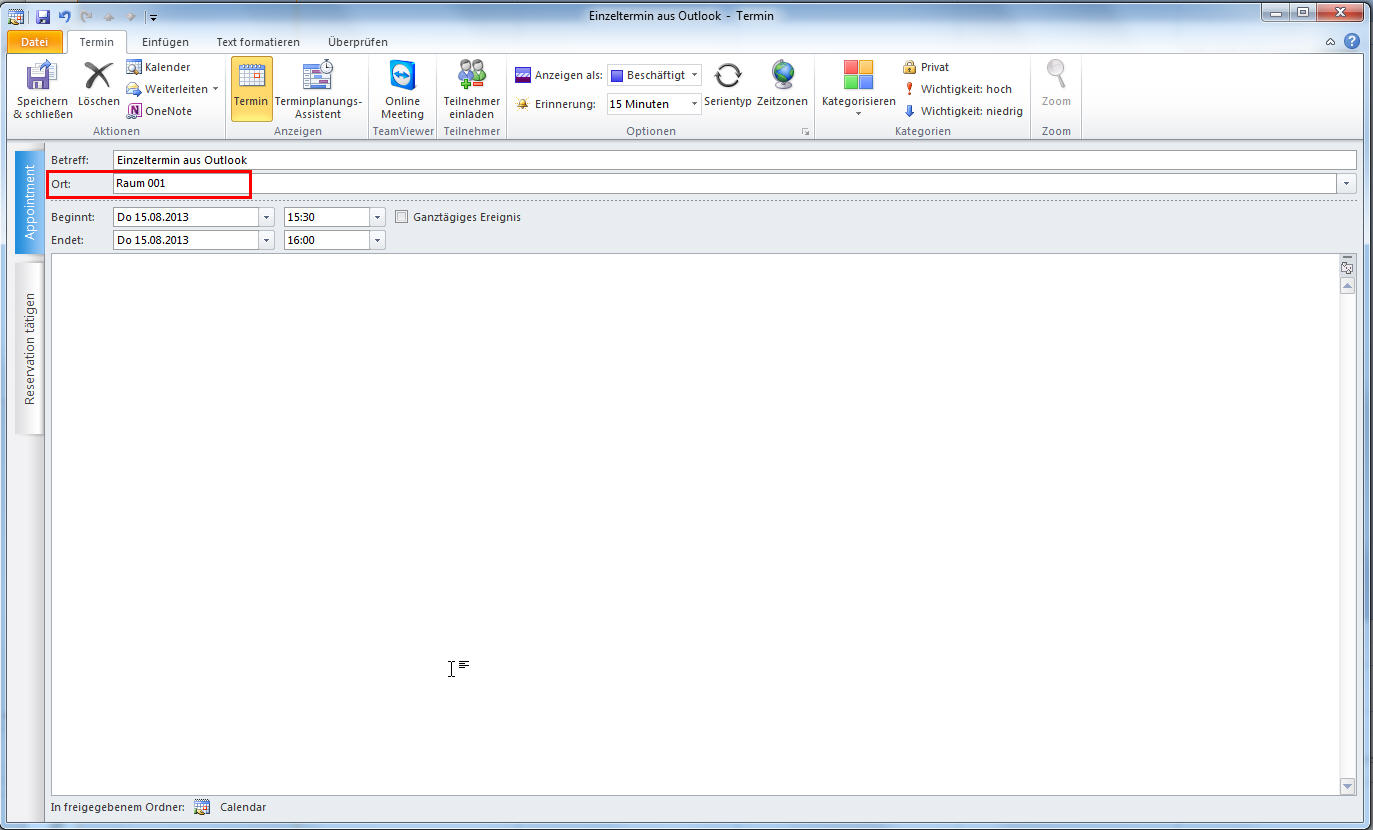 Einzeltermin aus Outlook - Termin
Datei Termin Einfügen Text formatieren Überprüfen
Speichern & schließen
Löschen
Kalender
Weiterleiten
OneNote
Aktionen
Termin
Terminplanungs-Assistent
Anzeigen
Online Meeting
TeamViewer
Teilnehmer einladen
Teilnehmer
Anzeigen als: Beschäftigt
Erinnerung: 15 Minuten
Serientyp
Zeitzonen
Optionen
Kategorisieren
Privat
Wichtigkeit: hoch
Wichtigkeit: niedrig
Kategorien
Zoom
Zoom
Appointment
Reservation tätigen
Betreff: Einzeltermin aus Outlook
Ort: Raum 001
Beginnt: Do 15.08.2013 15:30 Ganztägiges Ereignis
Endet: Do 15.08.2013 16:00
In freigegebenem Ordner: Calendar